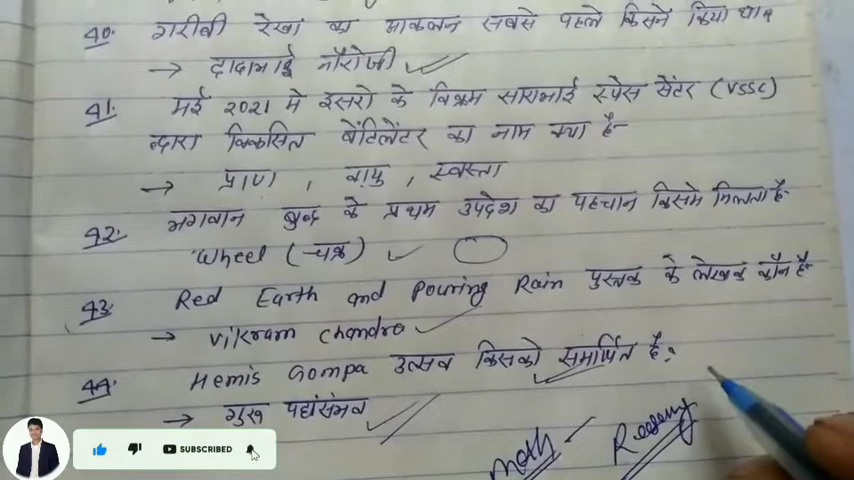 40. गरीबी रेखा का माकलन सबसे पहले किसने किया था?
→ दादाभाई नौरोजी
41. मई 2021 मे इसरो के विक्रम साराभाई स्पेस सेंटर (VSSC)
द्वारा विकसित वेंटिलेंटर का नाम क्या है-
→ प्राण , वायु , स्वस्ता
42. भगवान बुद्ध के प्रथम उपदेश का पहचान किसमे मिलता है-
Wheel (चक्र)
43. Red Earth and Pouring Rain पुस्तक के लेखक कौन है-
→ Vikram Chandra
44. Hemis Gompa उत्सव किसको समर्पित है?
→ गुरू पद्मसंभव
Math
SUBSCRIBED